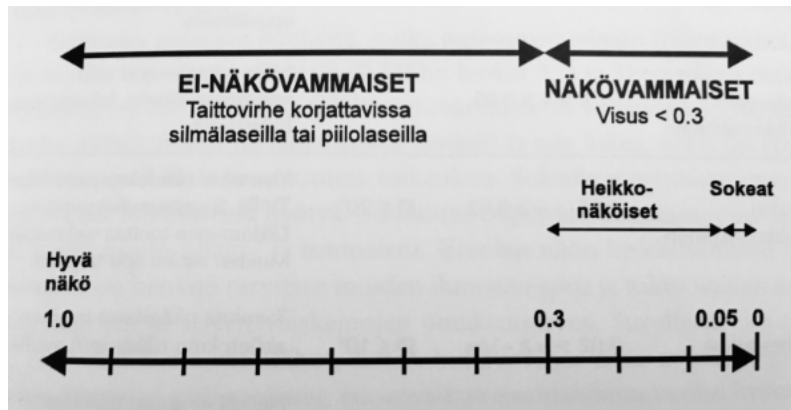 EI-NÄKÖVAMMAISET
Taittovirhe korjattavissa
silmälaseilla tai piilolaseilla
NÄKÖVAMMAISET
Visus < 0.3
Heikko-
näköiset
Sokeat
Hyvä
näkö
1.0
0.3
0.05
0